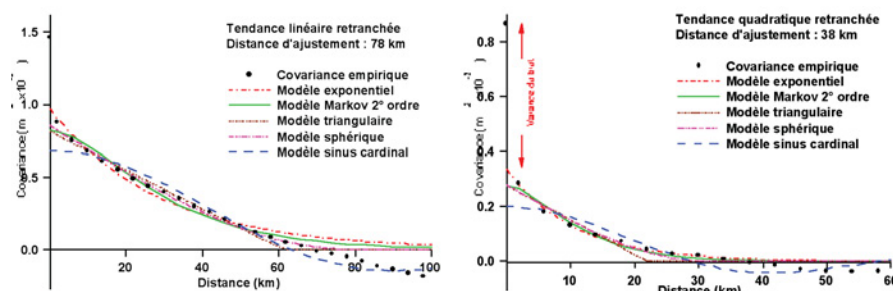 Tendance linéaire retranchée
Distance d'ajustement : 78 km
Covariance empirique
Modèle exponentiel
Modèle Markov 2° ordre
Modèle triangulaire
Modèle sphérique
Modèle sinus cardinal
1.5
1.0
0.5
0.0
20
40
60
80
100
Distance (km)
Tendance quadratique retranchée
Distance d'ajustement : 38 km
Covariance empirique
Modèle exponentiel
Modèle Markov 2° ordre
Modèle triangulaire
Modèle sphérique
Modèle sinus cardinal
0.8
0.6
0.4
0.2
0.0
10
20
30
40
50
60
Distance (km)